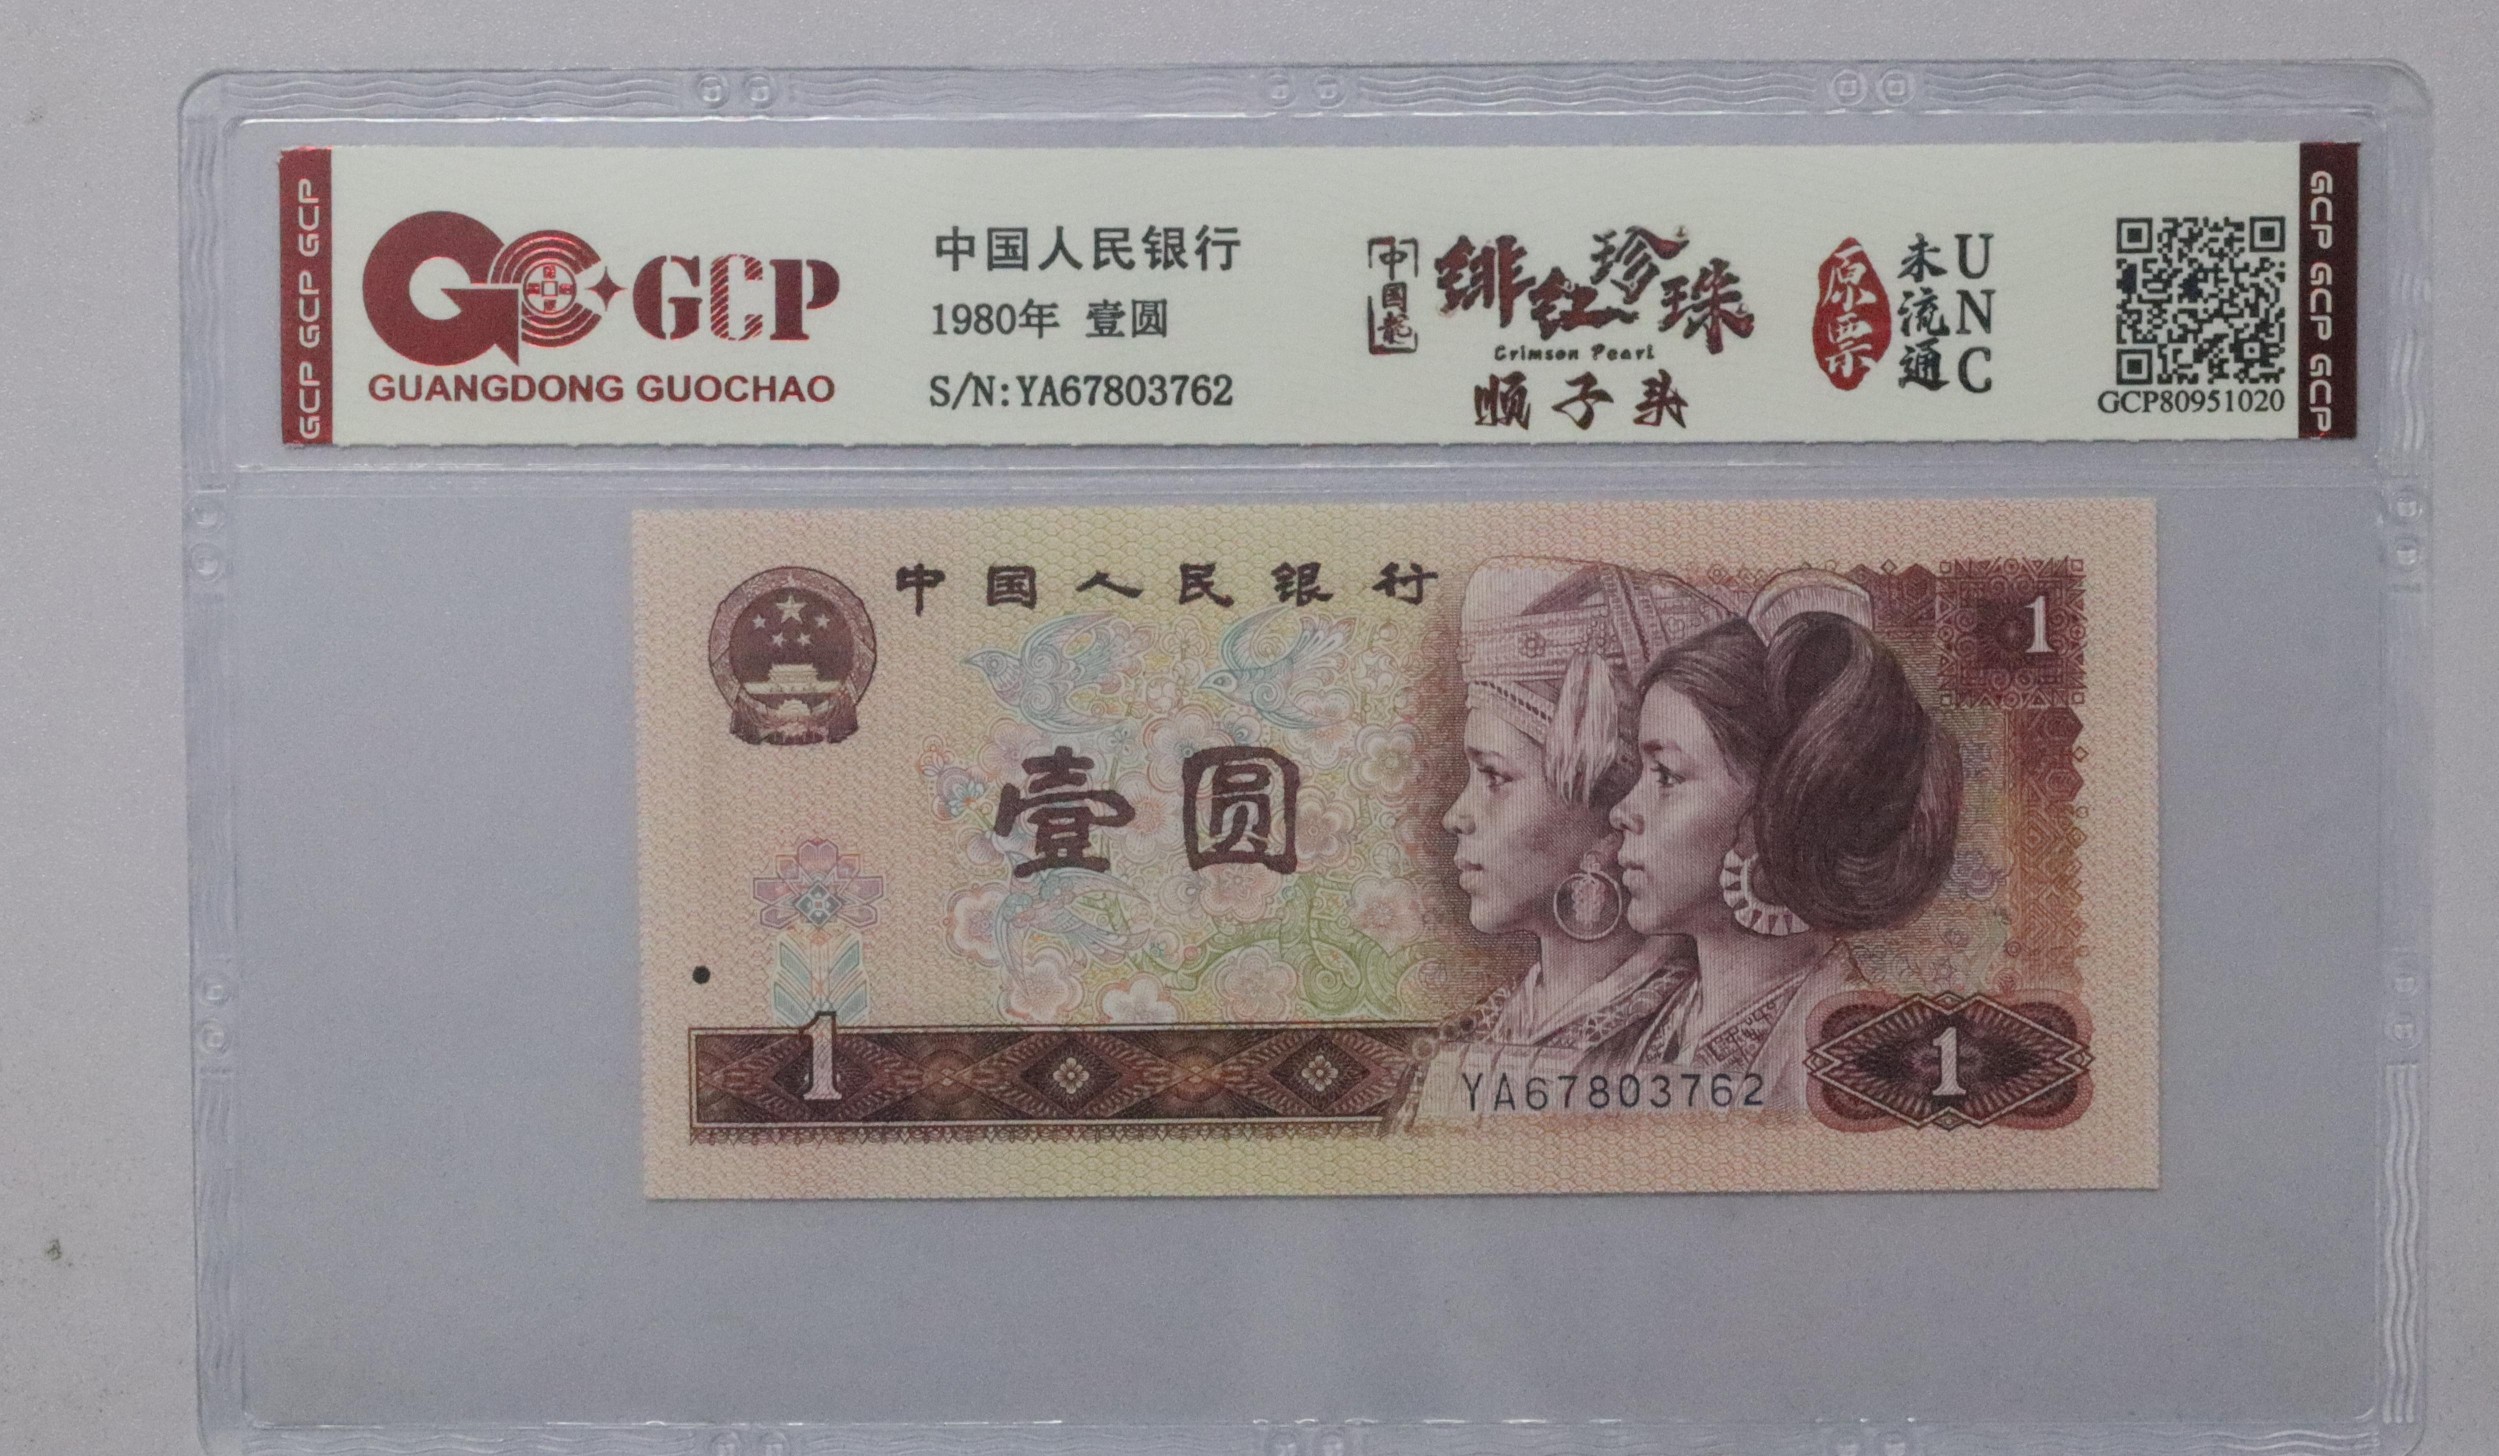 GCP GCP GCP
GCP
GUANGDONG GUOCHAO
中国人民银行
1980年 壹圆
S/N:YA67803762
中国龙
绯红珍珠
Crimson Pearl
顺子头
原票
未流通
UNC
GCP80951020
GCP GCP GCP
中国人民银行
1
壹圆
1
YA67803762
1